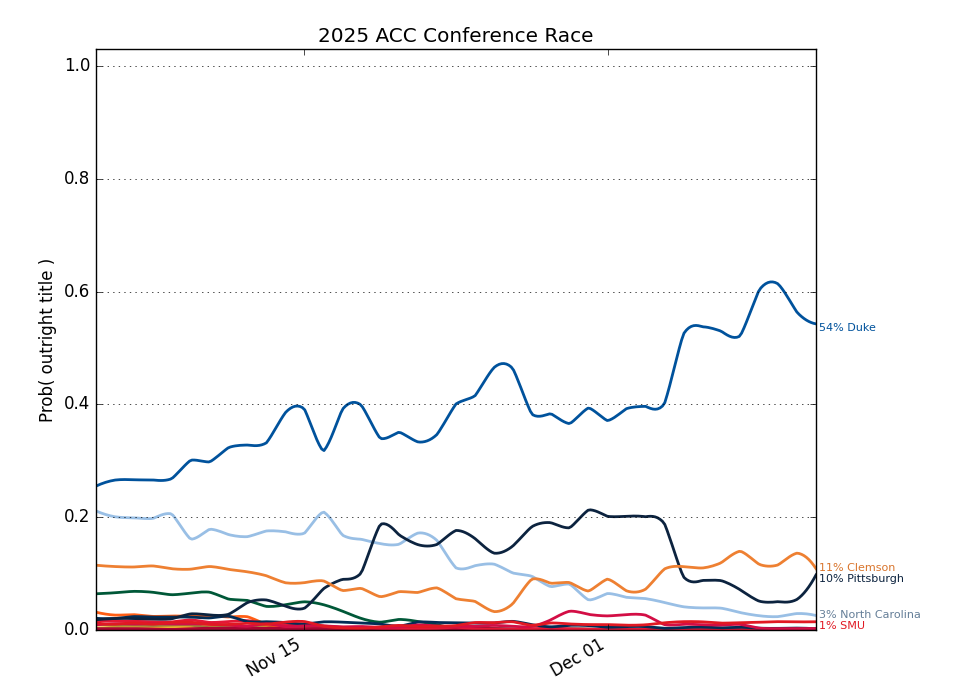 2025 ACC Conference Race
Prob( outright title )
1.0
0.8
0.6
0.4
0.2
0.0
Nov 15
Dec 01
54% Duke
11% Clemson
10% Pittsburgh
3% North Carolina
1% SMU